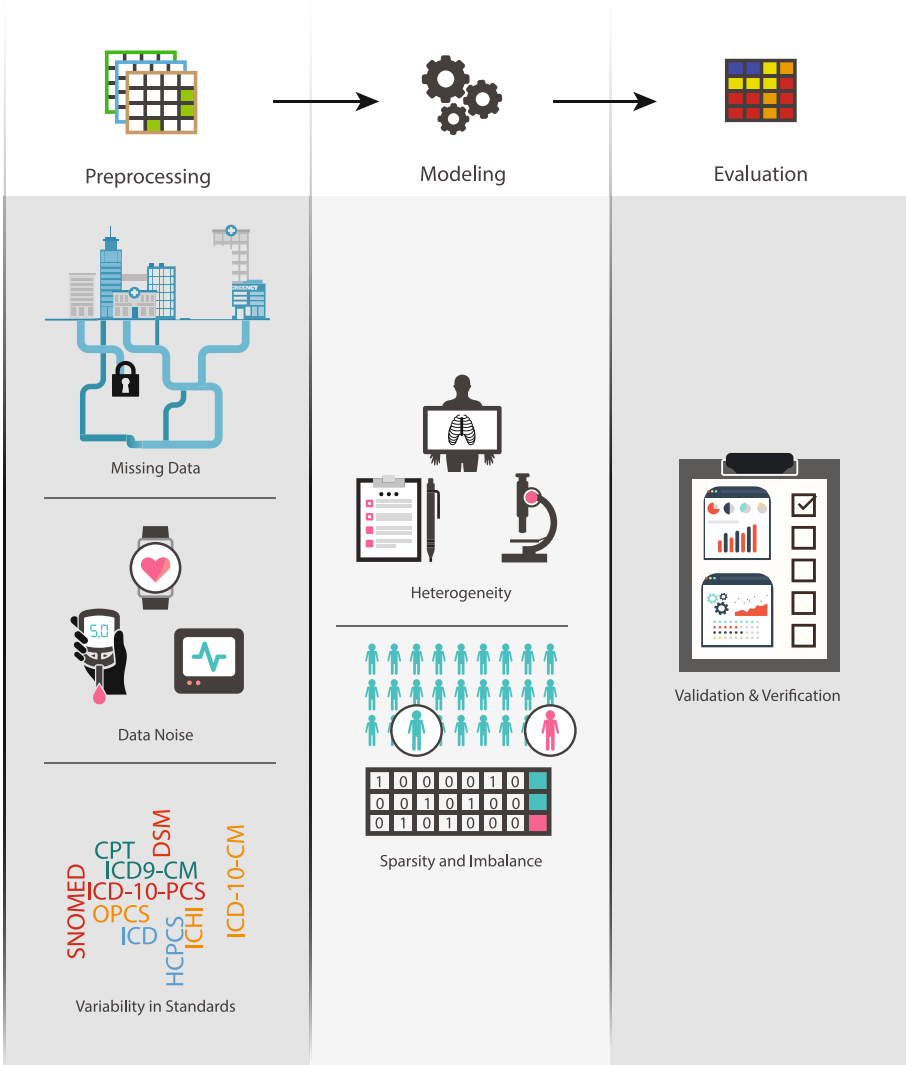 Preprocessing
Modeling
Evaluation
ERGENCY
Missing Data
5,0
Data Noise
SNOMED
CPT
DSM
ICD9-CM
ICD-10-PCS
OPCS
ICD
HCPCS
ICHI
ICD-10-CM
Variability in Standards
Heterogeneity
1 0 0 0 0 1 0
0 0 1 0 1 0 0
0 1 0 1 0 0 0
Sparsity and Imbalance
Validation & Verification